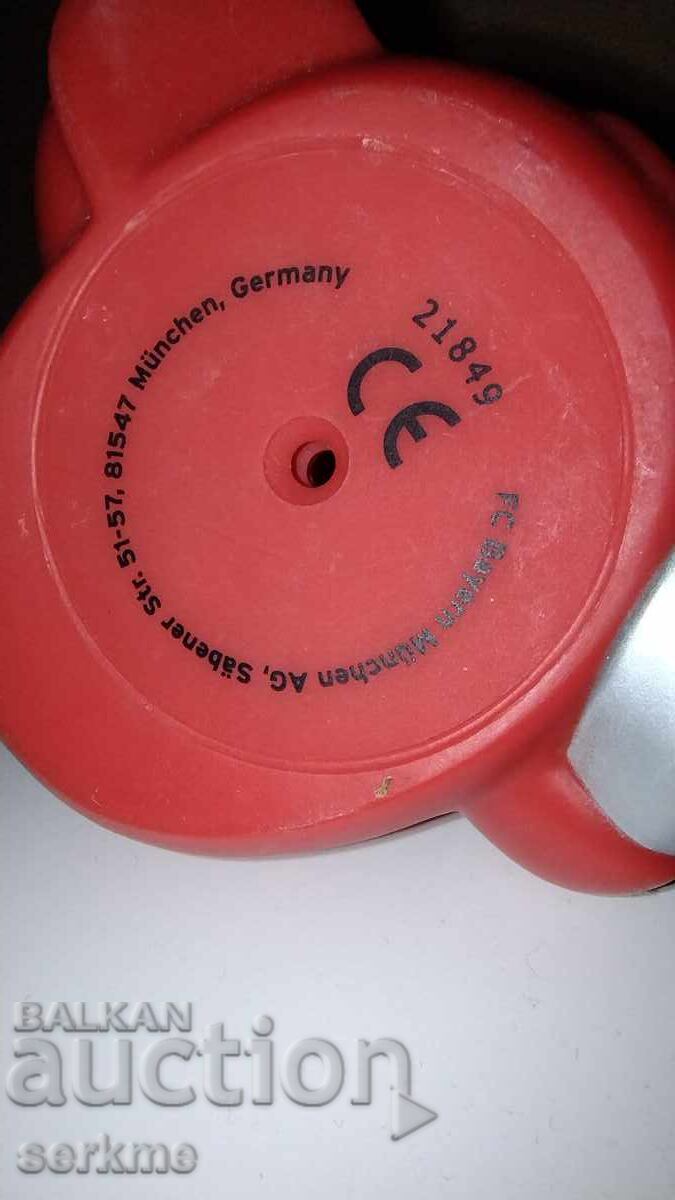 21849
CE
FC Bayern München AG, Säbener Str. 51-57, 81547 München, Germany
BALKAN
auction
serkme